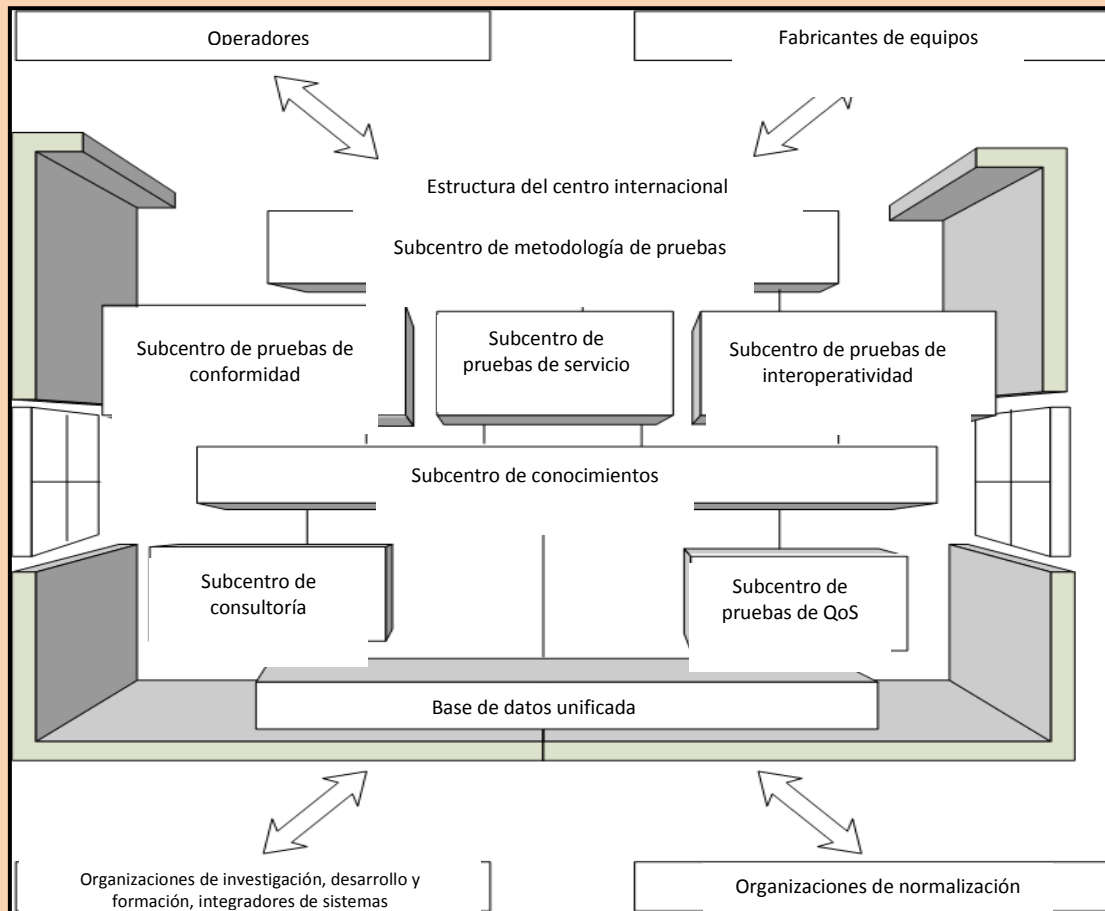 Operadores
Fabricantes de equipos
Estructura del centro internacional
Subcentro de metodología de pruebas
Subcentro de pruebas de
conformidad
Subcentro de
pruebas de servicio
Subcentro de pruebas de
interoperatividad
Subcentro de conocimientos
Subcentro de
consultoría
Subcentro de
pruebas de QoS
Base de datos unificada
Organizaciones de investigación, desarrollo y
formación, integradores de sistemas
Organizaciones de normalización